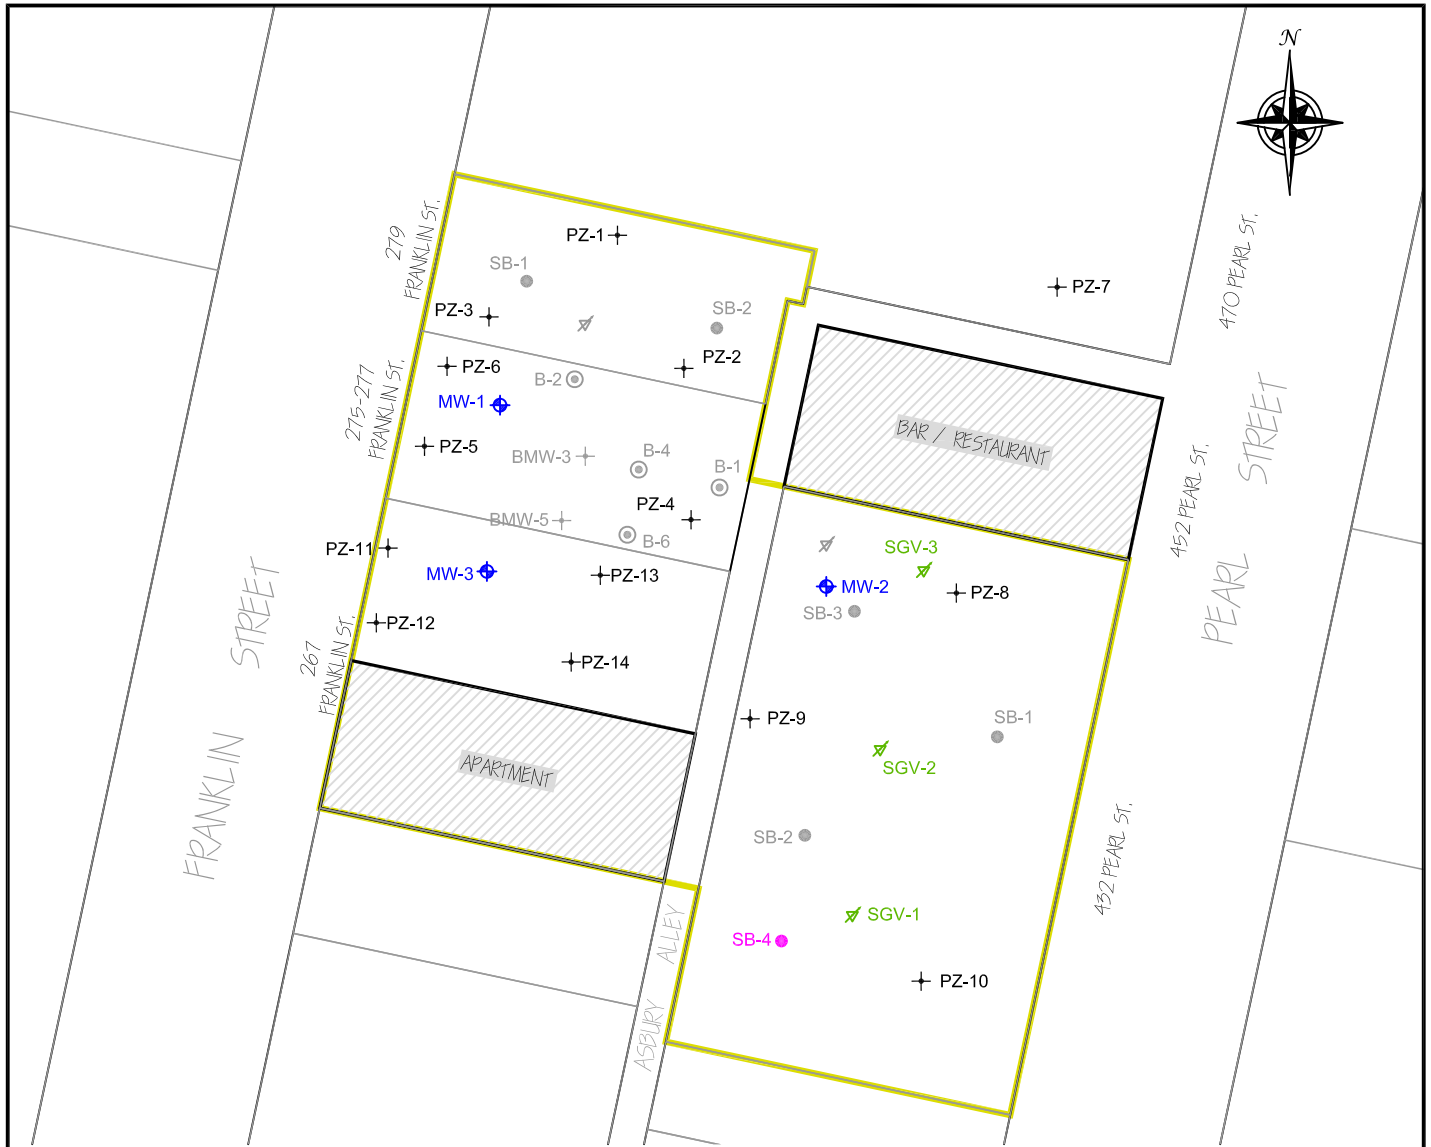 N
279
FRANKLIN ST.
PZ-1
SB-1
PZ-7
470 PEARL ST.
PZ-3
SB-2
PZ-2
PZ-6
B-2
275-277
FRANKLIN ST.
MW-1
PZ-5
BMW-3
B-4
B-1
BAR / RESTAURANT
PEARL STREET
452 PEARL ST.
PZ-4
BMW-5
B-6
PZ-11
MW-3
PZ-13
SGV-3
MW-2
PZ-8
SB-3
PZ-12
267
FRANKLIN ST.
PZ-14
FRANKLIN STREET
PZ-9
SB-1
APARTMENT
SGV-2
SB-2
432 PEARL ST.
SGV-1
SB-4
PZ-10
ASBURY ALLEY